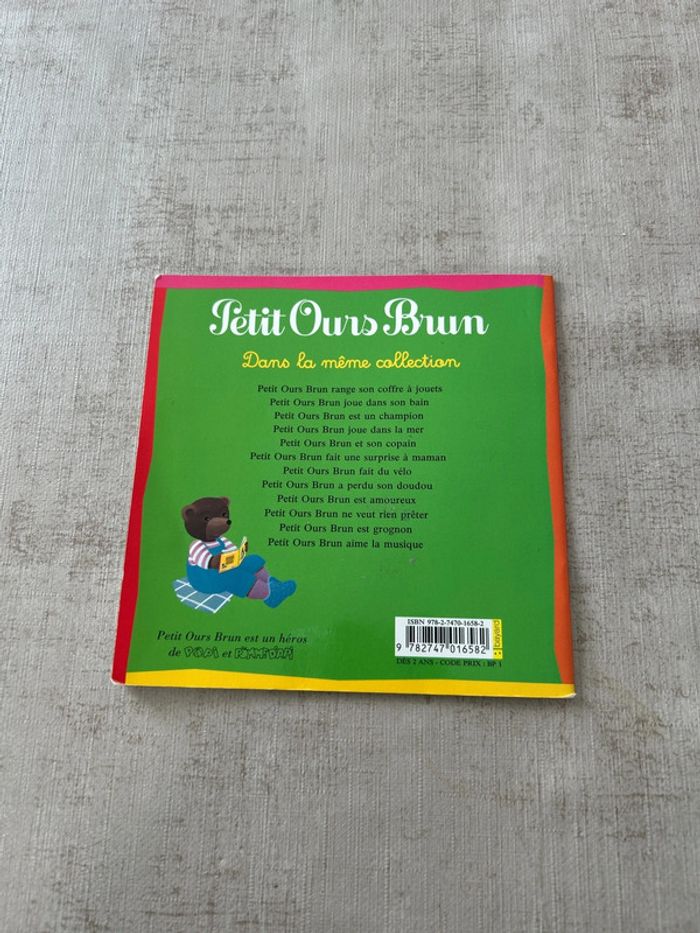 Petit Ours Brun
Dans la même collection
Petit Ours Brun range son coffre à jouets
Petit Ours Brun joue dans son bain
Petit Ours Brun est un champion
Petit Ours Brun joue dans la mer
Petit Ours Brun et son copain
Petit Ours Brun fait une surprise à maman
Petit Ours Brun fait du vélo
Petit Ours Brun a perdu son doudou
Petit Ours Brun est amoureux
Petit Ours Brun ne veut rien prêter
Petit Ours Brun est grognon
Petit Ours Brun aime la musique
Petit Ours Brun est un héros
de POPI et POMME D'API
ISBN 978-2-7470-1658-2
9 782747 016582
DÈS 2 ANS - CODE PRIX : BP 1
bayard